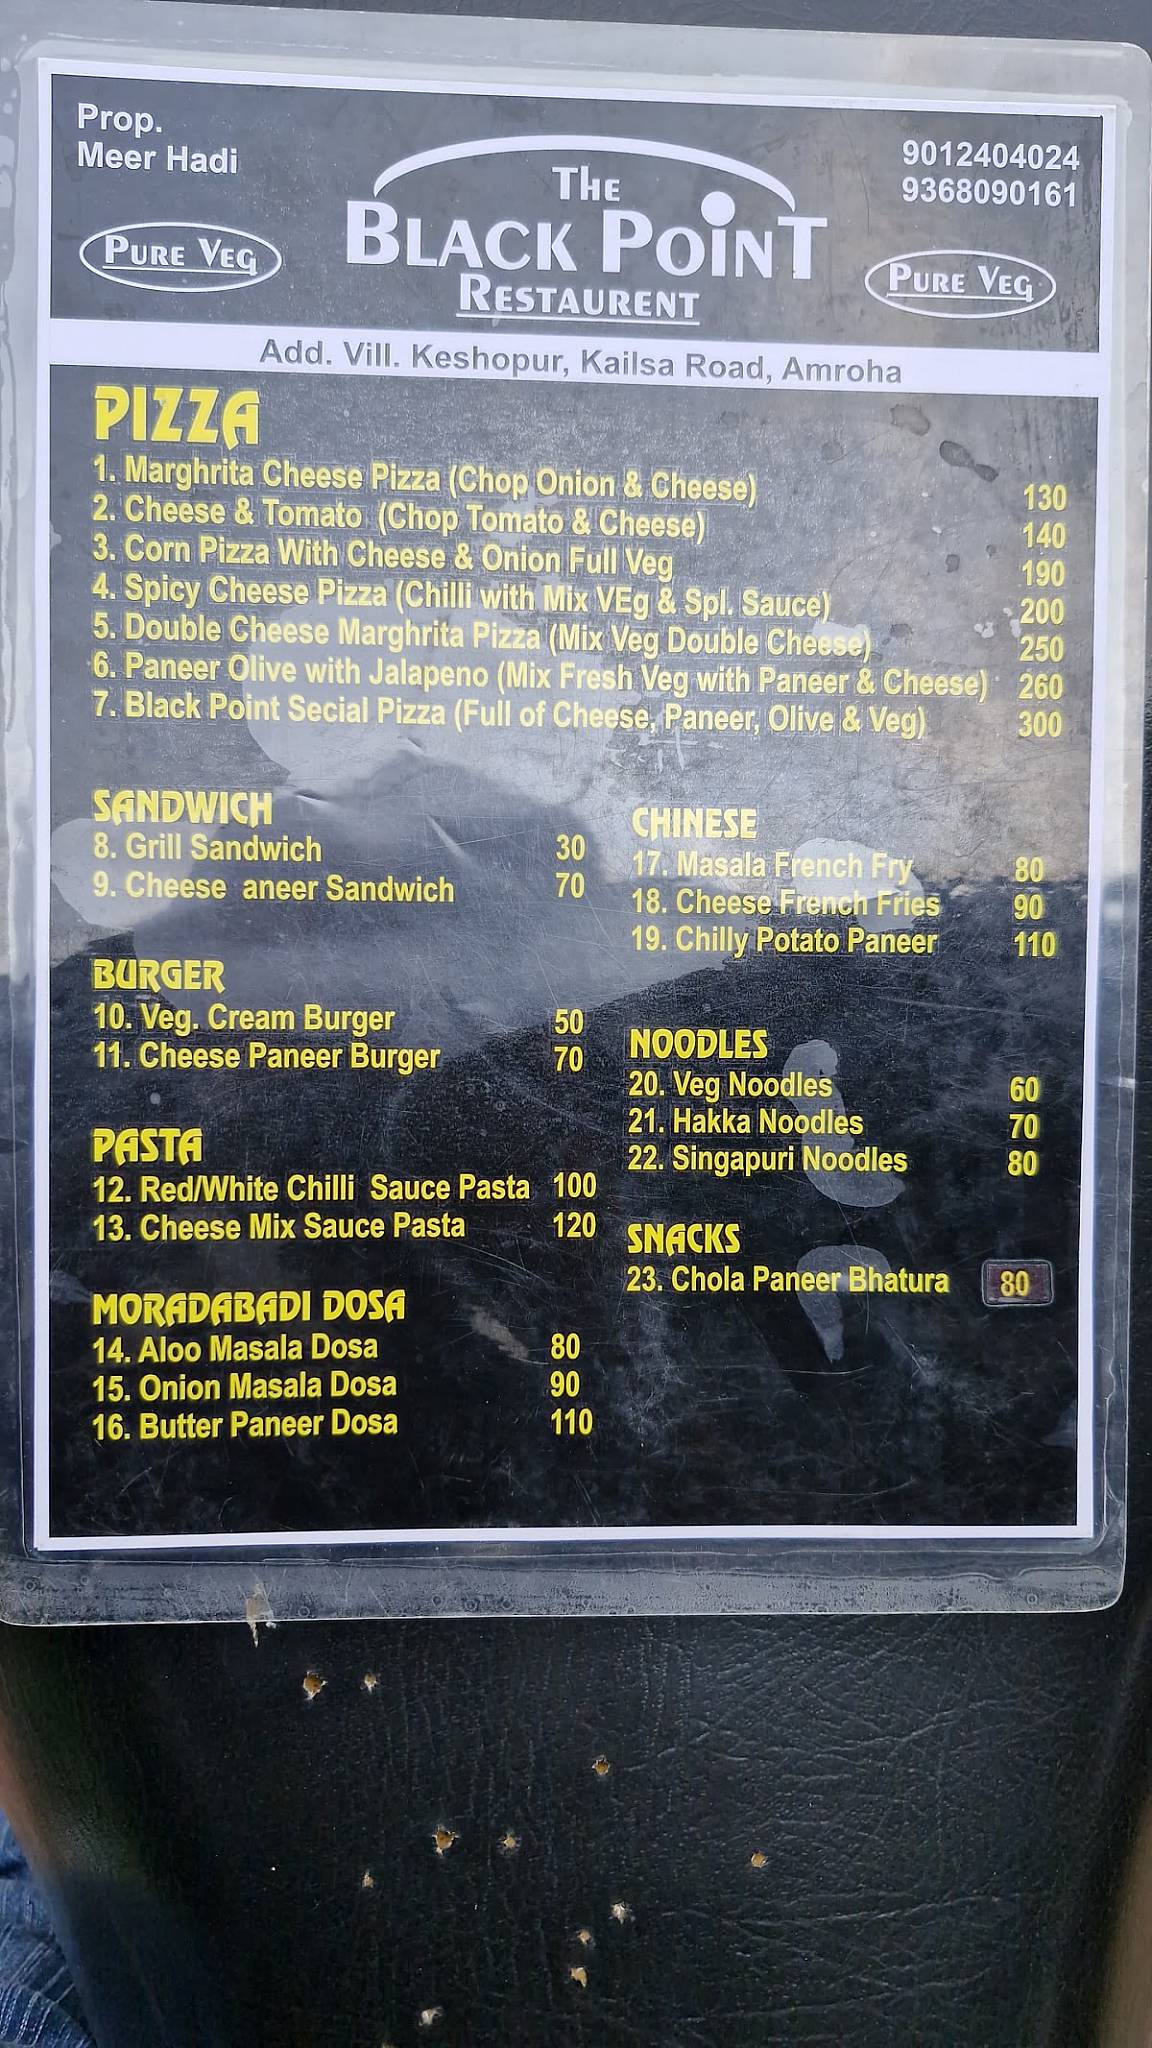 Prop.
Meer Hadi
9012404024
9368090161
PURE VEG
THE
BLACK POINT
RESTAURENT
PURE VEG
Add. Vill. Keshopur, Kailsa Road, Amroha
PIZZA
1. Marghrita Cheese Pizza (Chop Onion & Cheese) 130
2. Cheese & Tomato (Chop Tomato & Cheese) 140
3. Corn Pizza With Cheese & Onion Full Veg 190
4. Spicy Cheese Pizza (Chilli with Mix VEg & Spl. Sauce) 200
5. Double Cheese Marghrita Pizza (Mix Veg Double Cheese) 250
6. Paneer Olive with Jalapeno (Mix Fresh Veg with Paneer & Cheese) 260
7. Black Point Secial Pizza (Full of Cheese, Paneer, Olive & Veg) 300
SANDWICH
8. Grill Sandwich 30
9. Cheese aneer Sandwich 70
BURGER
10. Veg. Cream Burger 50
11. Cheese Paneer Burger 70
PASTA
12. Red/White Chilli Sauce Pasta 100
13. Cheese Mix Sauce Pasta 120
MORADABADI DOSA
14. Aloo Masala Dosa 80
15. Onion Masala Dosa 90
16. Butter Paneer Dosa 110
CHINESE
17. Masala French Fry 80
18. Cheese French Fries 90
19. Chilly Potato Paneer 110
NOODLES
20. Veg Noodles 60
21. Hakka Noodles 70
22. Singapuri Noodles 80
SNACKS
23. Chola Paneer Bhatura 80